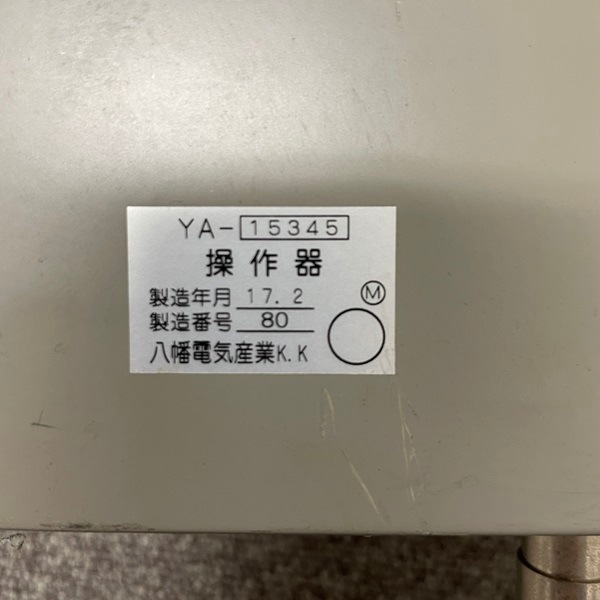 YA-15345
操作器
製造年月 17.2
Ⓜ
製造番号 80
八幡電気産業K.K